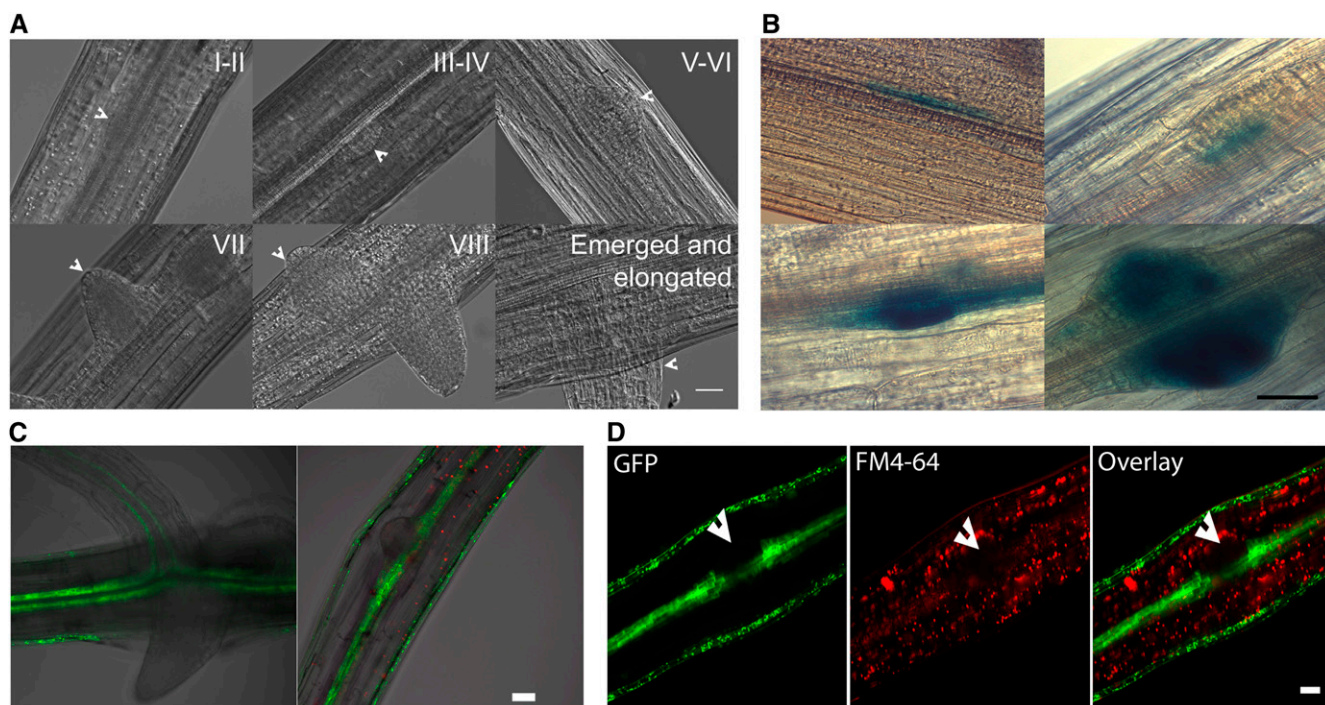 A
I-II
III-IV
V-VI
VII
VIII
Emerged and
elongated
B
C
D
GFP
FM4-64
Overlay